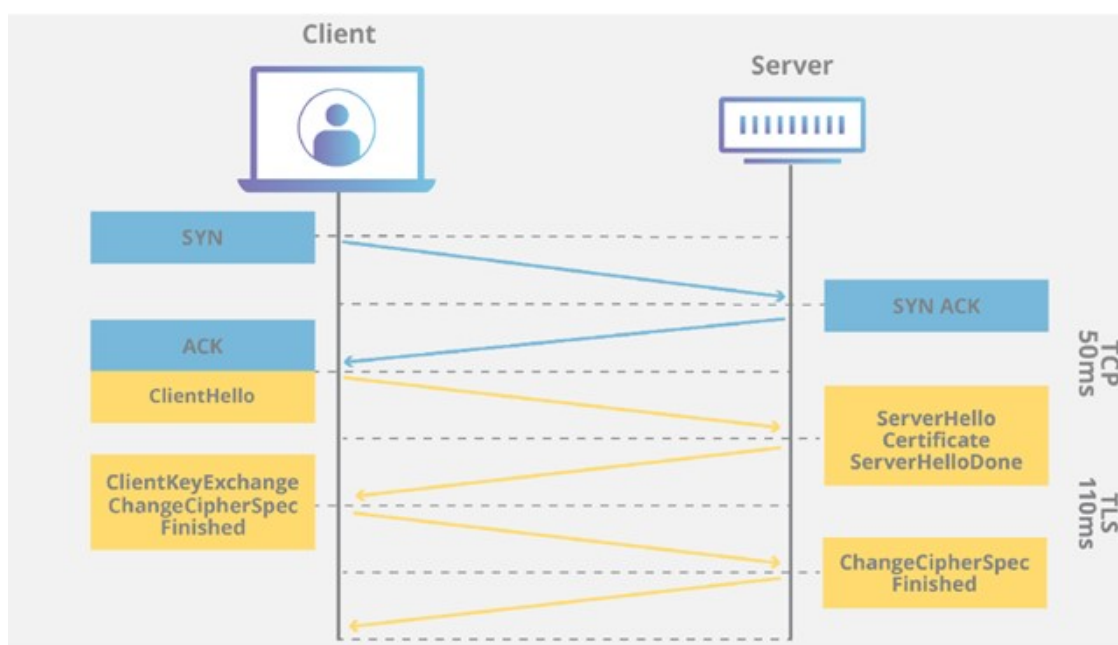 Client
Server
SYN
SYN ACK
ACK
ClientHello
ServerHello
Certificate
ServerHelloDone
ClientKeyExchange
ChangeCipherSpec
Finished
ChangeCipherSpec
Finished
TCP
50ms
TLS
110ms